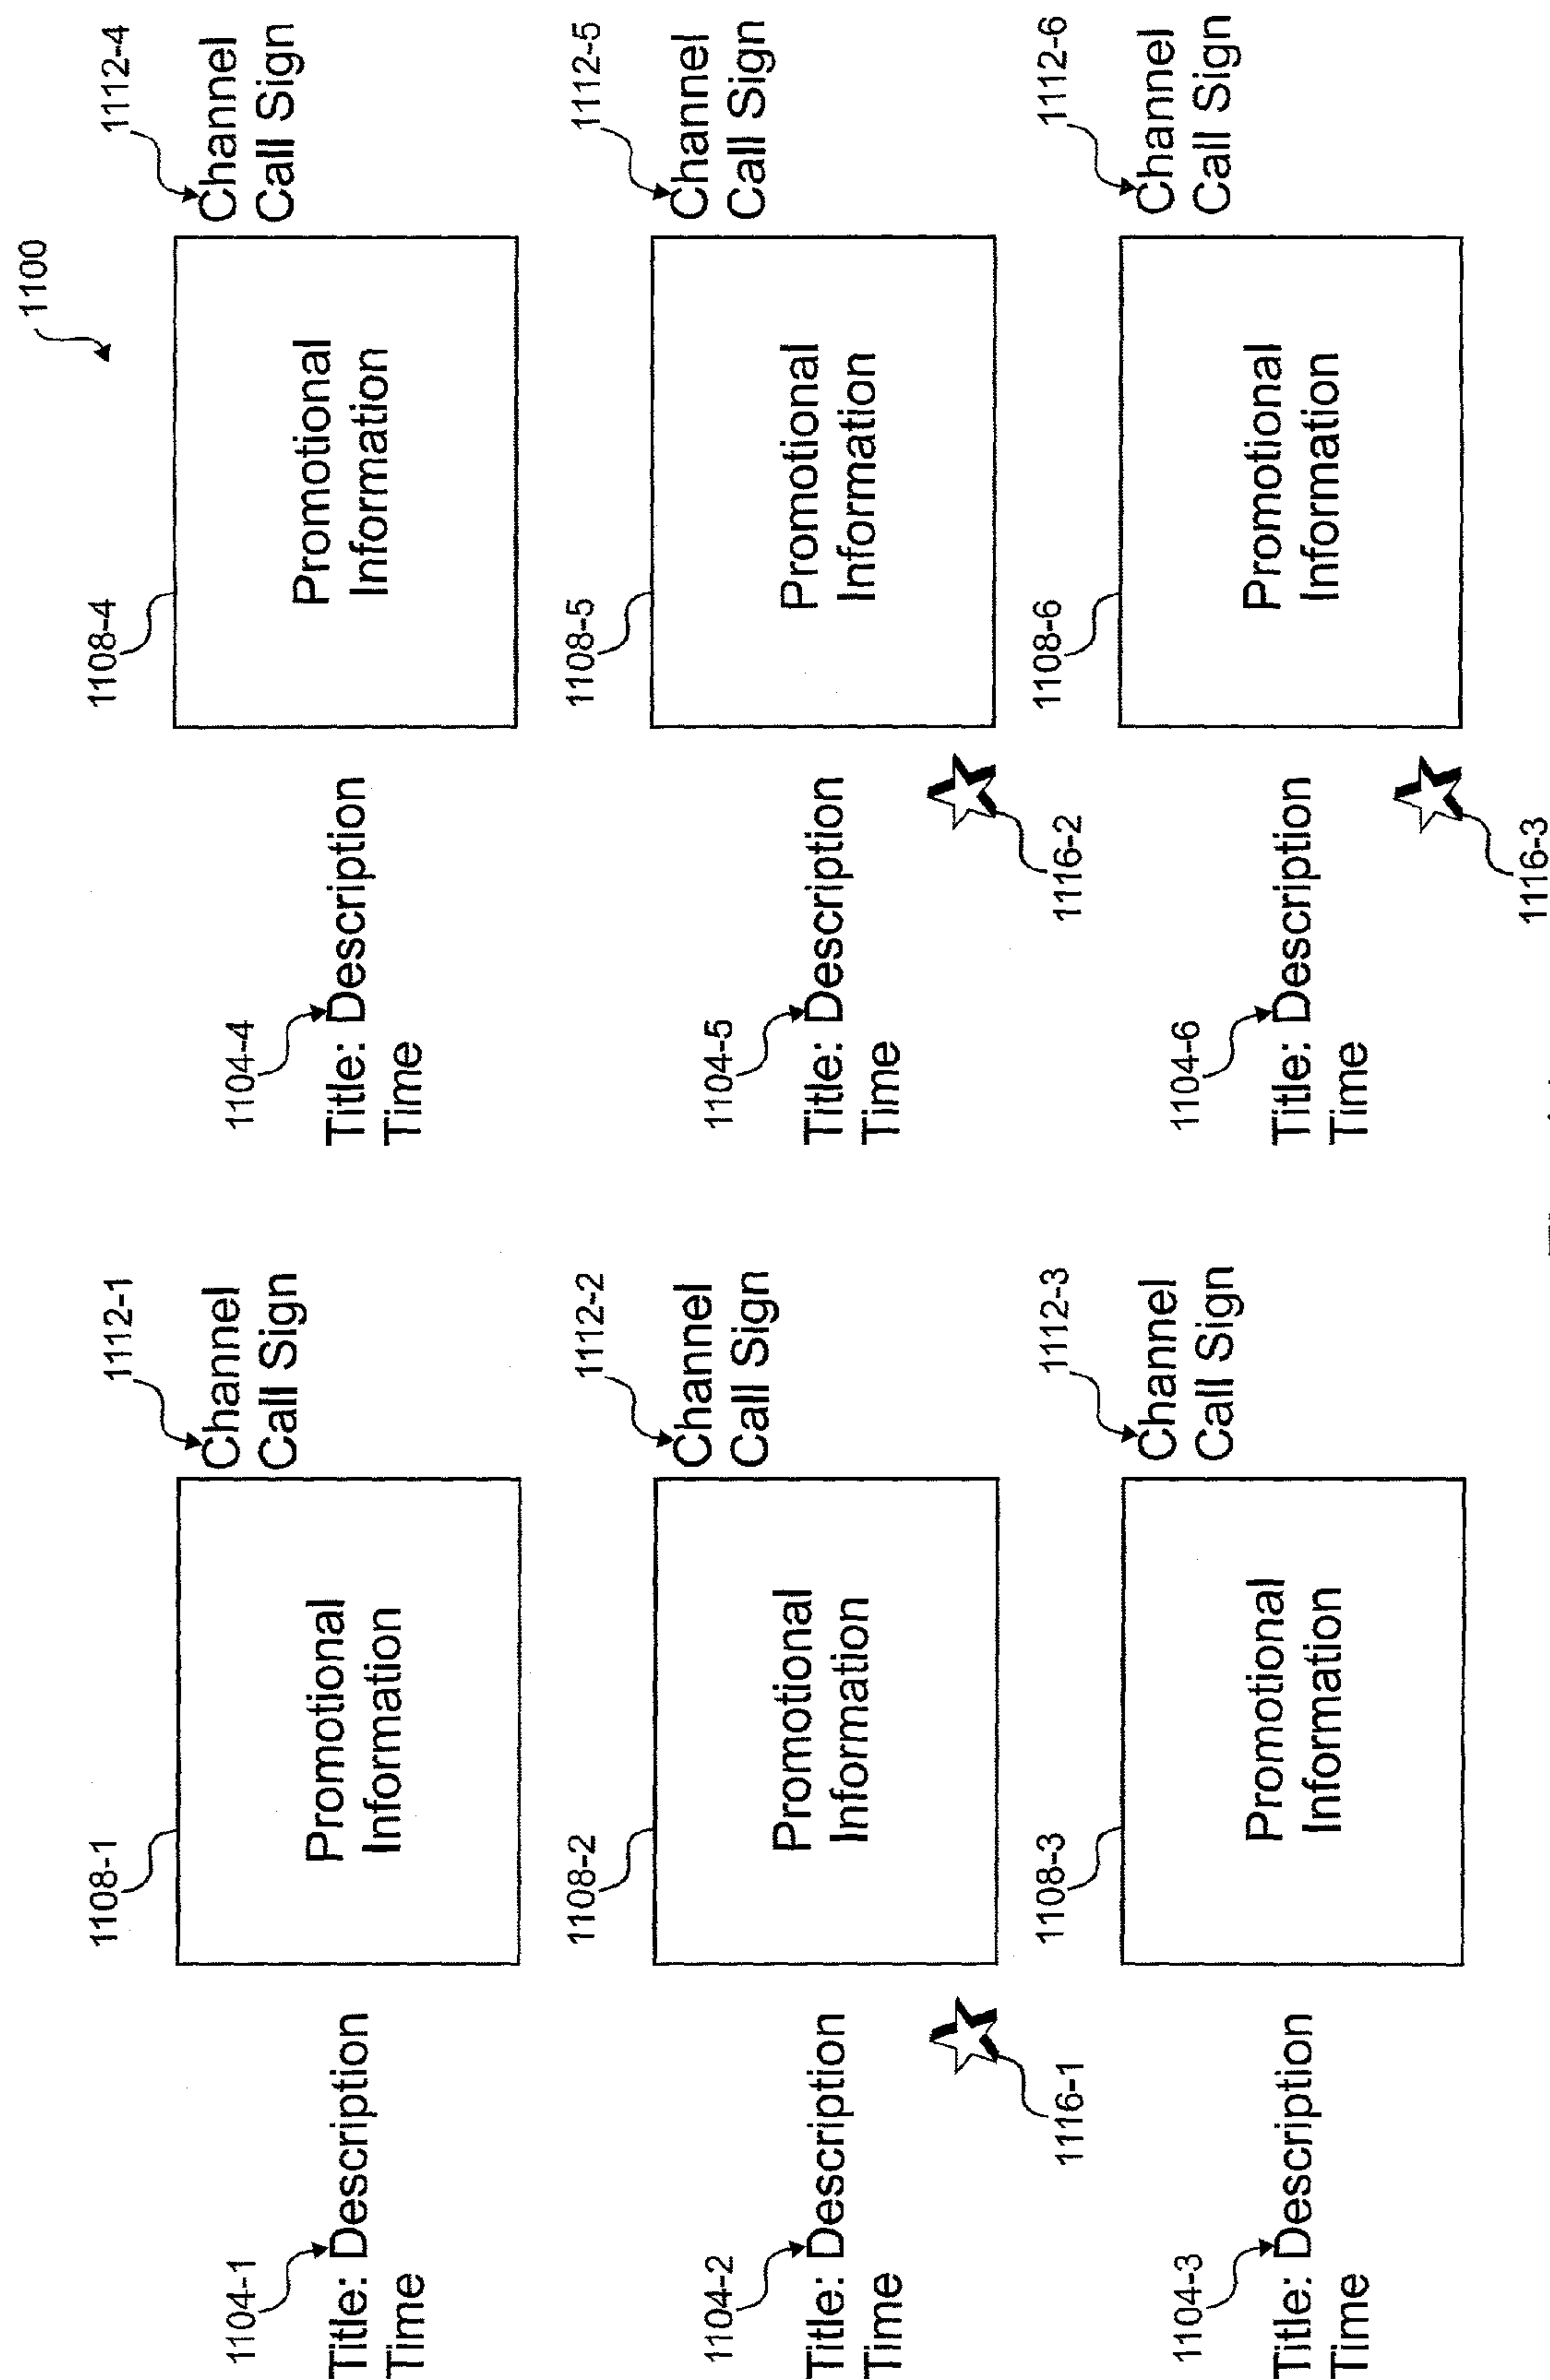 1100
1108-1
1112-1
1104-1
Title: Description
Time
Promotional
Information
Channel
Call Sign
1108-4
1112-4
1104-4
Title: Description
Time
Promotional
Information
Channel
Call Sign
1108-2
1112-2
1104-2
Title: Description
Time
Promotional
Information
Channel
Call Sign
1116-1
1108-5
1112-5
1104-5
Title: Description
Time
Promotional
Information
Channel
Call Sign
1116-2
1108-3
1112-3
1104-3
Title: Description
Time
Promotional
Information
Channel
Call Sign
1108-6
1112-6
1104-6
Title: Description
Time
Promotional
Information
Channel
Call Sign
1116-3